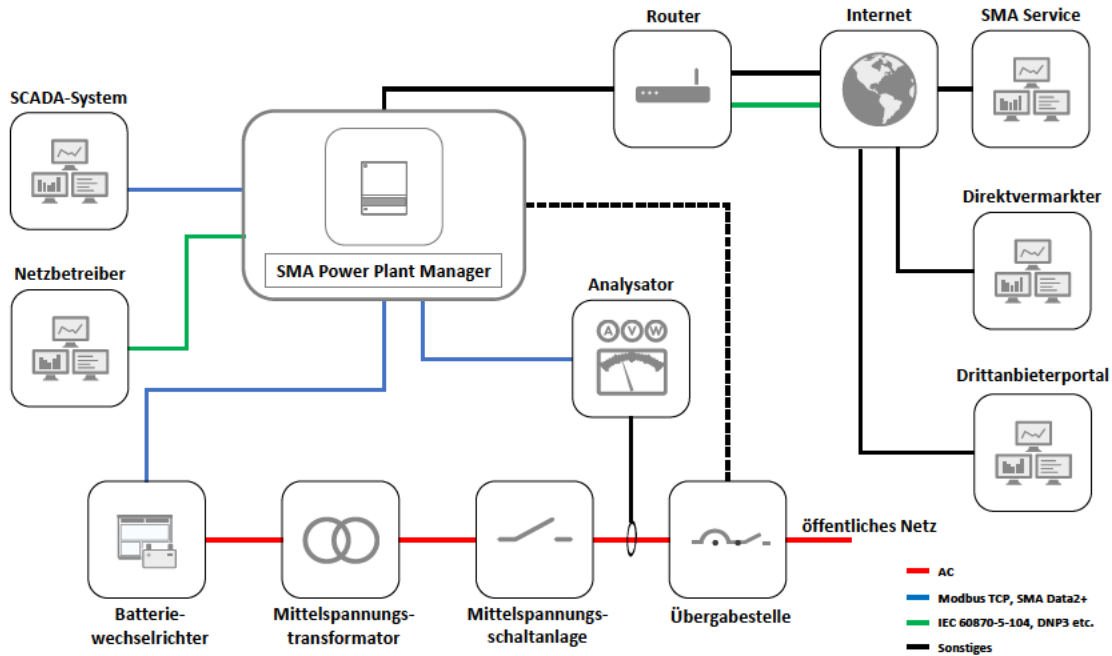 Router
Internet
SMA Service
SCADA-System
Direktvermarkter
SMA Power Plant Manager
Netzbetreiber
Analysator
A V W
Drittanbieterportal
öffentliches Netz
AC
Batterie-
wechselrichter
Mittelspannungs-
transformator
Mittelspannungs-
schaltanlage
Übergabestelle
Modbus TCP, SMA Data2+
IEC 60870-5-104, DNP3 etc.
Sonstiges